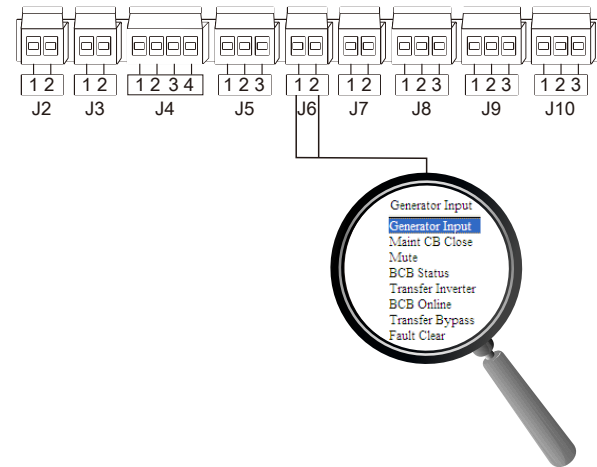 1 2 1 2 1 2 3 4 1 2 3 1 2 1 2 1 2 3 1 2 3 1 2 3
J2 J3 J4 J5 J6 J7 J8 J9 J10
Generator Input
Generator Input
Maint CB Close
Mute
BCB Status
Transfer Inverter
BCB Online
Transfer Bypass
Fault Clear